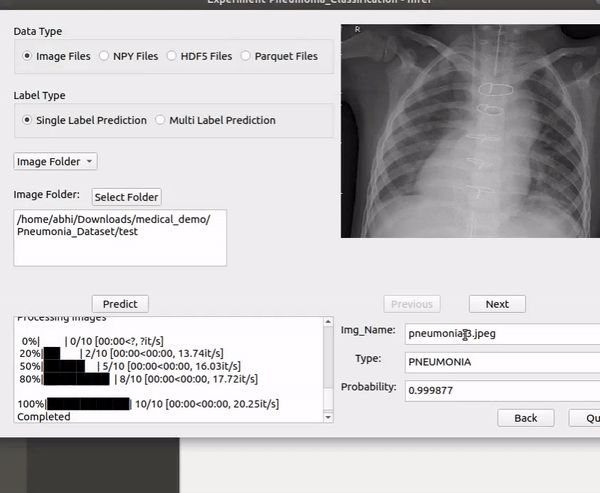 Experiment Pneumonia_Classification - Infer
Data Type
Image Files
NPY Files
HDF5 Files
Parquet Files
Label Type
Single Label Prediction
Multi Label Prediction
Image Folder
Image Folder:
Select Folder
/home/abhi/Downloads/medical_demo/
Pneumonia_Dataset/test
Predict
Processing Images
0%| | 0/10 [00:00<?, ?it/s]
20%| | 2/10 [00:00<00:00, 13.74it/s]
50%| | 5/10 [00:00<00:00, 16.03it/s]
80%| | 8/10 [00:00<00:00, 17.72it/s]
100%| | 10/10 [00:00<00:00, 20.25it/s]
Completed
R
Previous
Next
Img_Name:
Type:
PNEUMONIA
Probability:
0.999877
Back
Qu